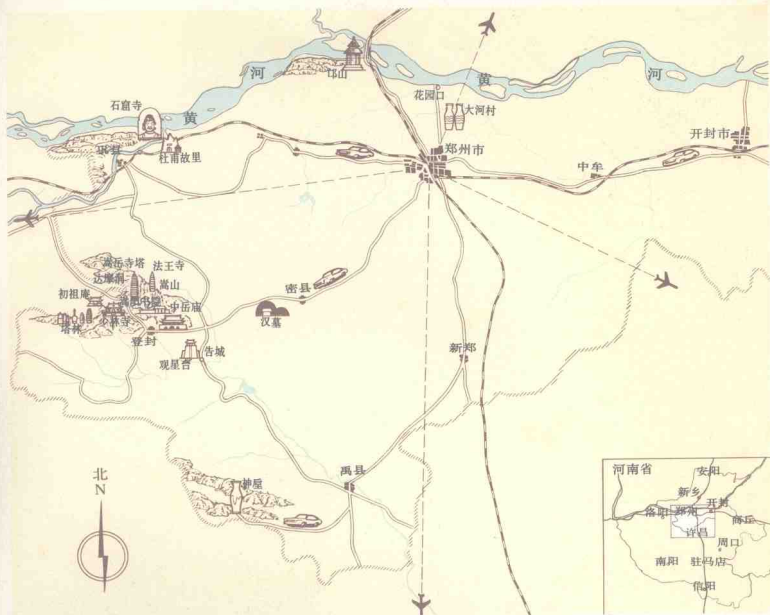 河
邙山
黄
河
花园口
大河村
石窟寺
黄
杜甫故里
巩县
郑州市
开封市
中牟
嵩岳寺塔
法王寺
达摩洞
嵩山
初祖庵
中岳庙
少林寺
塔林
登封
密县
汉墓
告城
观星台
新郑
禹县
神垕
北
N
河南省
安阳
新乡
开封
洛阳
郑州
商丘
许昌
周口
南阳
驻马店
信阳